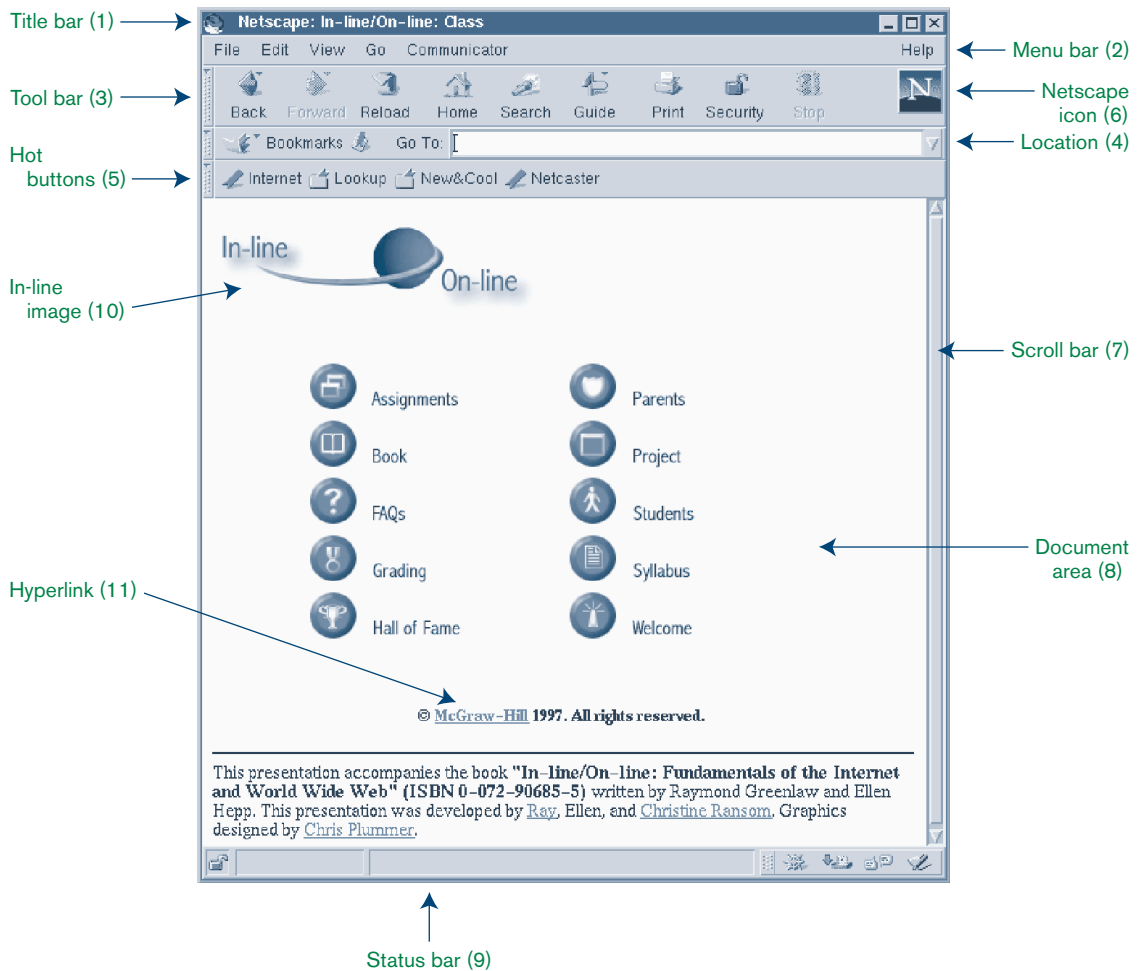 Title bar (1)
Netscape: In-line/On-line: Class
File Edit View Go Communicator Help
Menu bar (2)
Tool bar (3)
Back Forward Reload Home Search Guide Print Security Stop
N
Netscape
icon (6)
Bookmarks Go To:
Location (4)
Hot
buttons (5)
Internet Lookup New&Cool Netcaster
In-line
On-line
In-line
image (10)
Scroll bar (7)
Assignments Parents
Book Project
FAQs Students
Grading Syllabus
Hall of Fame Welcome
Document
area (8)
Hyperlink (11)
© McGraw-Hill 1997. All rights reserved.
This presentation accompanies the book "In-line/On-line: Fundamentals of the Internet
and World Wide Web" (ISBN 0-072-90685-5) written by Raymond Greenlaw and Ellen
Hepp. This presentation was developed by Ray, Ellen, and Christine Ransom. Graphics
designed by Chris Plummer.
Status bar (9)